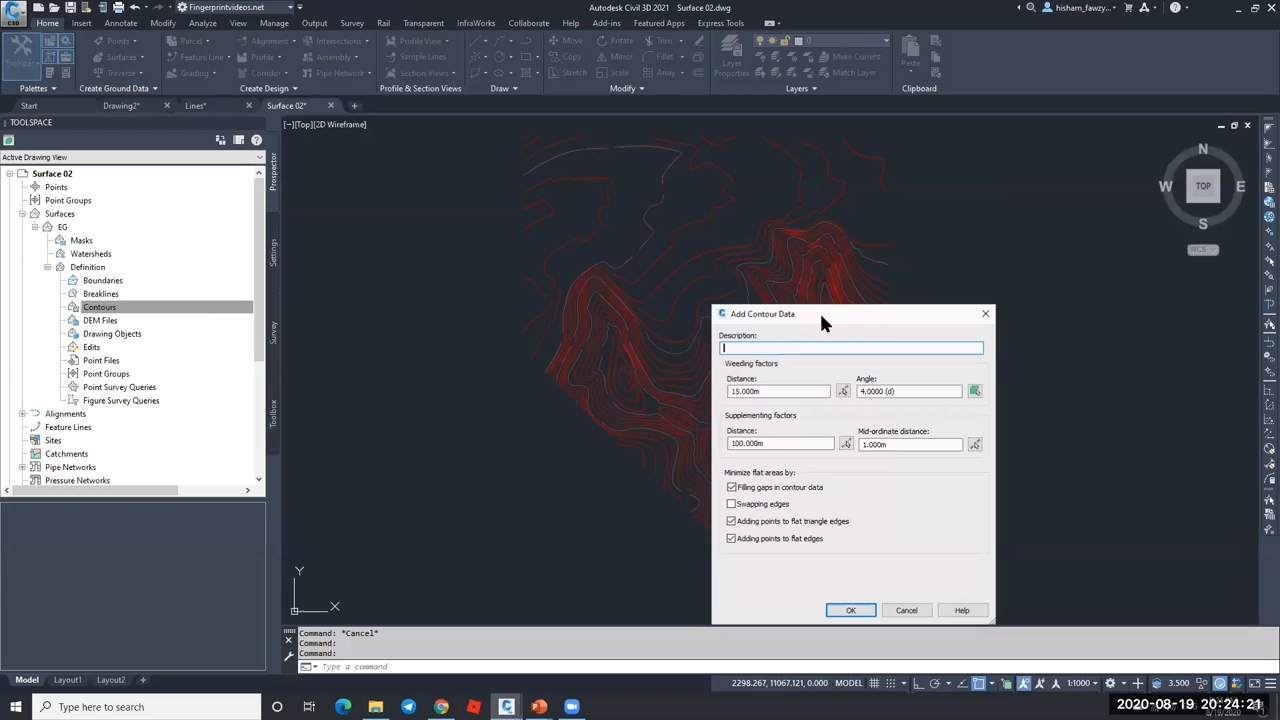 Fingerprintvideos.net
Autodesk Civil 3D 2021 Surface 02.dwg
hisham_fawzy...
C3D
Home Insert Annotate Modify Analyze View Manage Output Survey Rail Transparent InfraWorks Collaborate Help Add-ins Featured Apps Express Tools
Toolspace
Points Parcel Alignment Intersections Profile View Move Rotate Trim
Surfaces Feature Line Profile Assembly Sample Lines Copy Mirror Fillet Make Current
Traverse Grading Corridor Pipe Network Section Views Stretch Scale Array Match Layer
Layer Properties
0
Paste
Palettes Create Ground Data Create Design Profile & Section Views Draw Modify Layers Clipboard
Start Drawing2* Lines* Surface 02*
TOOLSPACE
Active Drawing View
Surface 02
Points
Point Groups
Surfaces
EG
Masks
Watersheds
Definition
Boundaries
Breaklines
Contours
DEM Files
Drawing Objects
Edits
Point Files
Point Groups
Point Survey Queries
Figure Survey Queries
Alignments
Feature Lines
Sites
Catchments
Pipe Networks
Pressure Networks
Prospector
Settings
Survey
Toolbox
[−][Top][2D Wireframe]
N
W TOP E
S
WCS
Add Contour Data
Description:
Weeding factors
Distance: Angle:
15.000m 4.0000 (d)
Supplementing factors
Distance: Mid-ordinate distance:
100.000m 1.000m
Minimize flat areas by:
Filling gaps in contour data
Swapping edges
Adding points to flat triangle edges
Adding points to flat edges
OK Cancel Help
Y
X
Command: *Cancel*
Command:
Command:
Type a command
Model Layout1 Layout2
2298.267, 11067.121, 0.000 MODEL
1:1000
3.500
Type here to search
2020-08-19 20:24:21